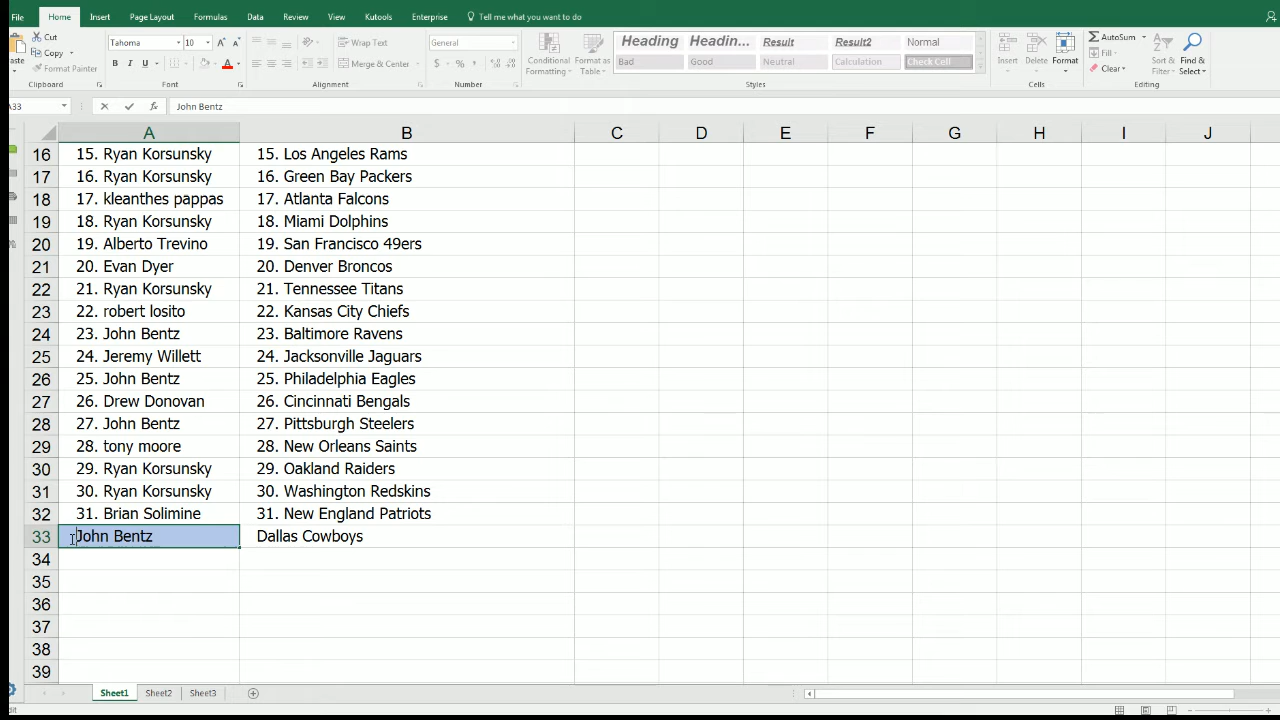 File Home Insert Page Layout Formulas Data Review View Kutools Enterprise Tell me what you want to do
Cut
Copy
Format Painter
Clipboard
Tahoma 10
B I U
Font
Wrap Text
Merge & Center
Alignment
General
$ % ,
Number
Conditional Formatting
Format as Table
Heading Headin... Result Result2 Normal
Bad Good Neutral Calculation Check Cell
Styles
Insert Delete Format
Cells
AutoSum
Fill
Clear
Sort & Filter
Find & Select
Editing
A33 John Bentz
A B C D E F G H I J
16 15. Ryan Korsunsky 15. Los Angeles Rams
17 16. Ryan Korsunsky 16. Green Bay Packers
18 17. kleanthes pappas 17. Atlanta Falcons
19 18. Ryan Korsunsky 18. Miami Dolphins
20 19. Alberto Trevino 19. San Francisco 49ers
21 20. Evan Dyer 20. Denver Broncos
22 21. Ryan Korsunsky 21. Tennessee Titans
23 22. robert losito 22. Kansas City Chiefs
24 23. John Bentz 23. Baltimore Ravens
25 24. Jeremy Willett 24. Jacksonville Jaguars
26 25. John Bentz 25. Philadelphia Eagles
27 26. Drew Donovan 26. Cincinnati Bengals
28 27. John Bentz 27. Pittsburgh Steelers
29 28. tony moore 28. New Orleans Saints
30 29. Ryan Korsunsky 29. Oakland Raiders
31 30. Ryan Korsunsky 30. Washington Redskins
32 31. Brian Solimine 31. New England Patriots
33 John Bentz Dallas Cowboys
34
35
36
37
38
39
Sheet1 Sheet2 Sheet3